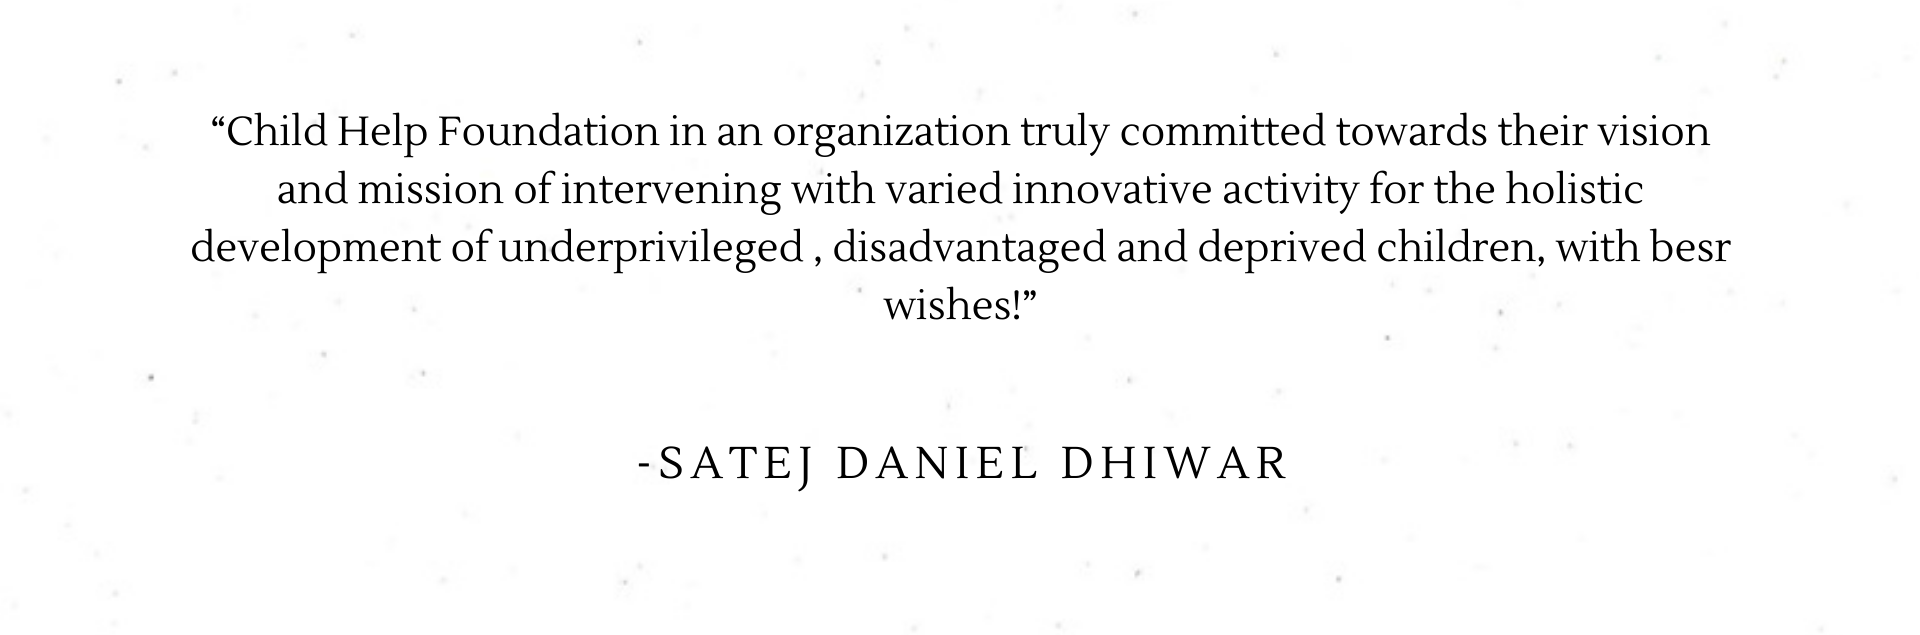 “Child Help Foundation in an organization truly committed towards their vision
and mission of intervening with varied innovative activity for the holistic
development of underprivileged , disadvantaged and deprived children, with besr
wishes!”
-SATEJ DANIEL DHIWAR